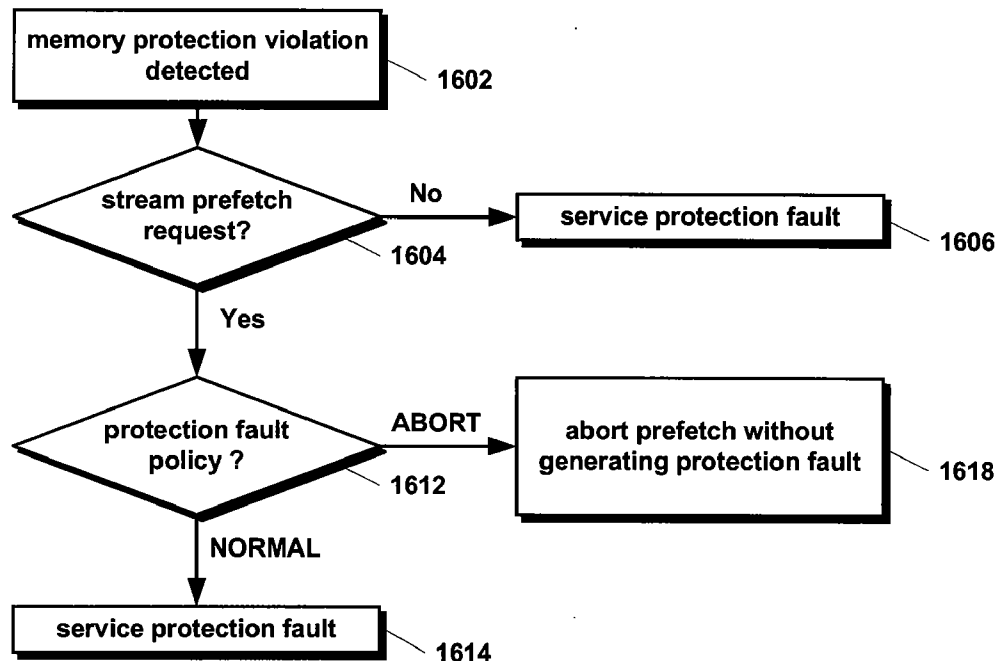 memory protection violation
detected
1602
stream prefetch
request?
1604
No
service protection fault
1606
Yes
protection fault
policy ?
1612
ABORT
abort prefetch without
generating protection fault
1618
NORMAL
service protection fault
1614